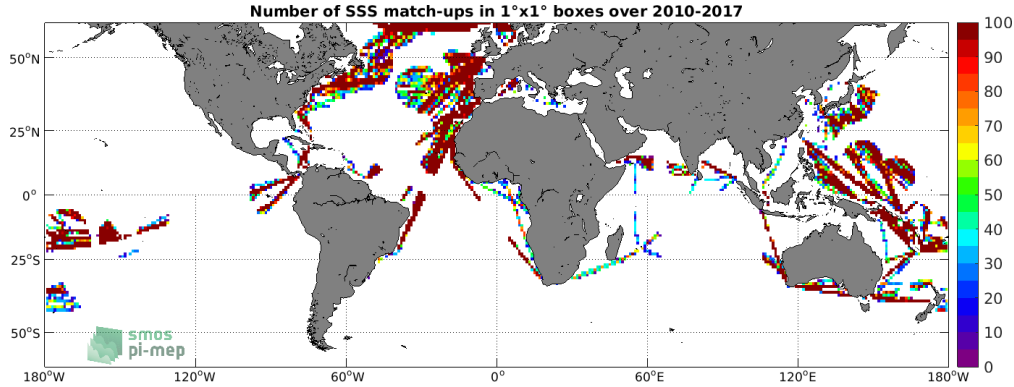 Number of SSS match-ups in 1°x1° boxes over 2010-2017
50°N
25°N
0°
25°S
50°S
180°W
120°W
60°W
0°E
60°E
120°E
180°W
100
90
80
70
60
50
40
30
20
10
0
smos
pi-mep